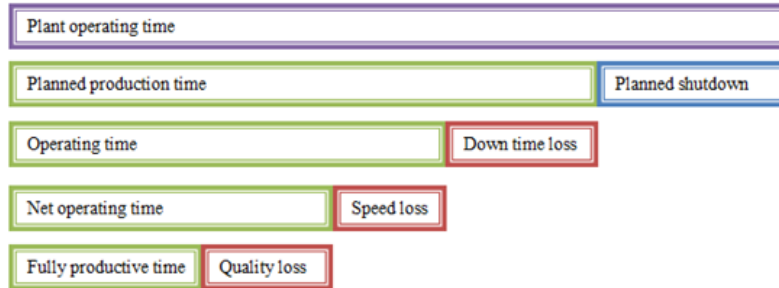 Plant operating time
Planned production time Planned shutdown
Operating time Down time loss
Net operating time Speed loss
Fully productive time Quality loss